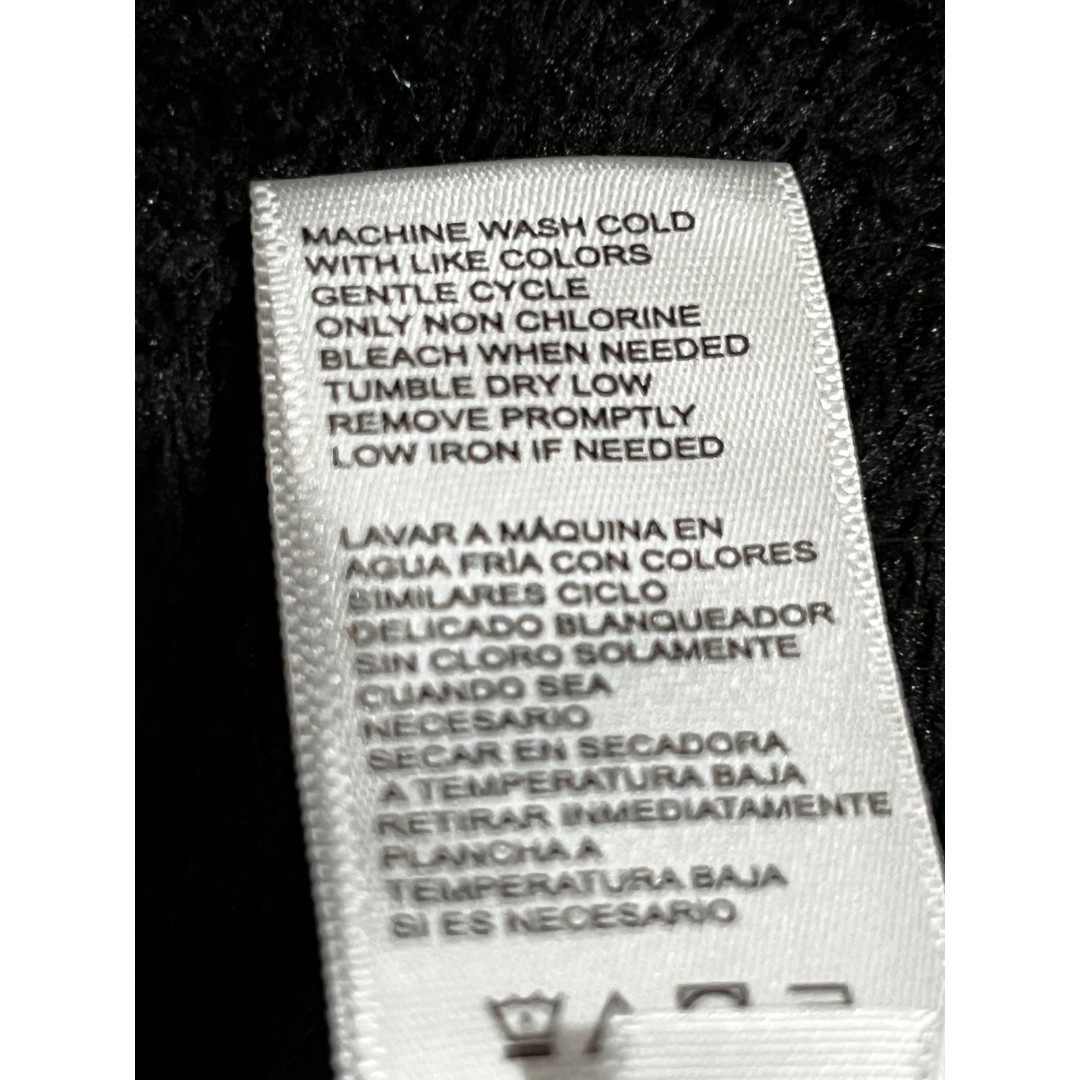 MACHINE WASH COLD
WITH LIKE COLORS
GENTLE CYCLE
ONLY NON CHLORINE
BLEACH WHEN NEEDED
TUMBLE DRY LOW
REMOVE PROMPTLY
LOW IRON IF NEEDED
LAVAR A MÁQUINA EN
AGUA FRÍA CON COLORES
SIMILARES CICLO
DELICADO BLANQUEADOR
SIN CLORO SOLAMENTE
CUANDO SEA
NECESARIO
SECAR EN SECADORA
A TEMPERATURA BAJA
RETIRAR INMEDIATAMENTE
PLANCHA A
TEMPERATURA BAJA
SI ES NECESARIO